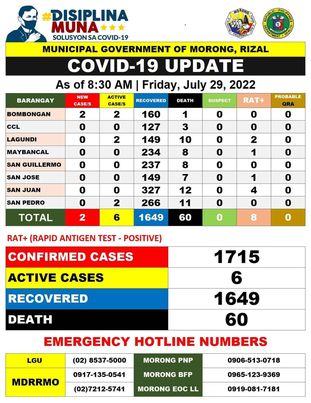 #DISIPLINA
MUNA
SOLUSYON SA COVID-19
MUNICIPAL GOVERNMENT OF MORONG, RIZAL
COVID-19 UPDATE
As of 8:30 AM | Friday, July 29, 2022
BARANGAY NEW CASE/S ACTIVE CASES RECOVERED DEATH SUSPECT RAT+ PROBABLE QRA
BOMBONGAN 2 2 160 1 0 0 0
CCL 0 0 127 3 0 0 0
LAGUNDI 0 2 149 10 0 2 0
MAYBANCAL 0 0 234 8 0 1 0
SAN GUILLERMO 0 0 237 8 0 0 0
SAN JOSE 0 0 149 7 0 1 0
SAN JUAN 0 0 327 12 0 4 0
SAN PEDRO 0 2 266 11 0 0 0
TOTAL 2 6 1649 60 0 8 0
RAT+ (RAPID ANTIGEN TEST - POSITIVE)
CONFIRMED CASES 1715
ACTIVE CASES 6
RECOVERED 1649
DEATH 60
EMERGENCY HOTLINE NUMBERS
LGU (02) 8537-5000 MORONG PNP 0906-513-0718
MDRRMO 0917-135-0541 MORONG BFP 0965-123-9369
(02)7212-5741 MORONG EOC LL 0919-081-7181